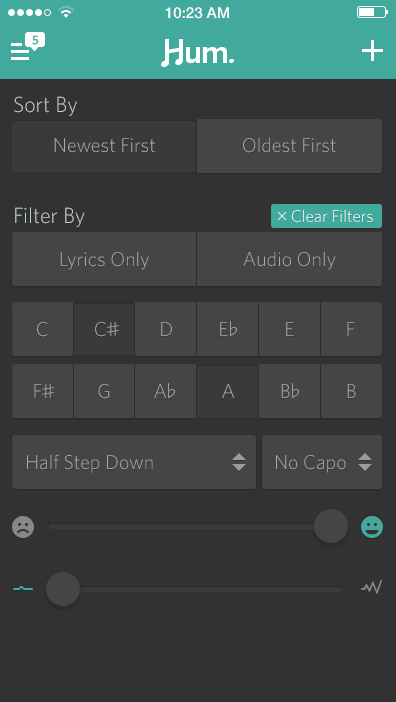 10:23 AM
5
Hum.
Sort By
Newest First Oldest First
Filter By × Clear Filters
Lyrics Only Audio Only
C C♯ D E♭ E F
F♯ G A♭ A B♭ B
Half Step Down No Capo